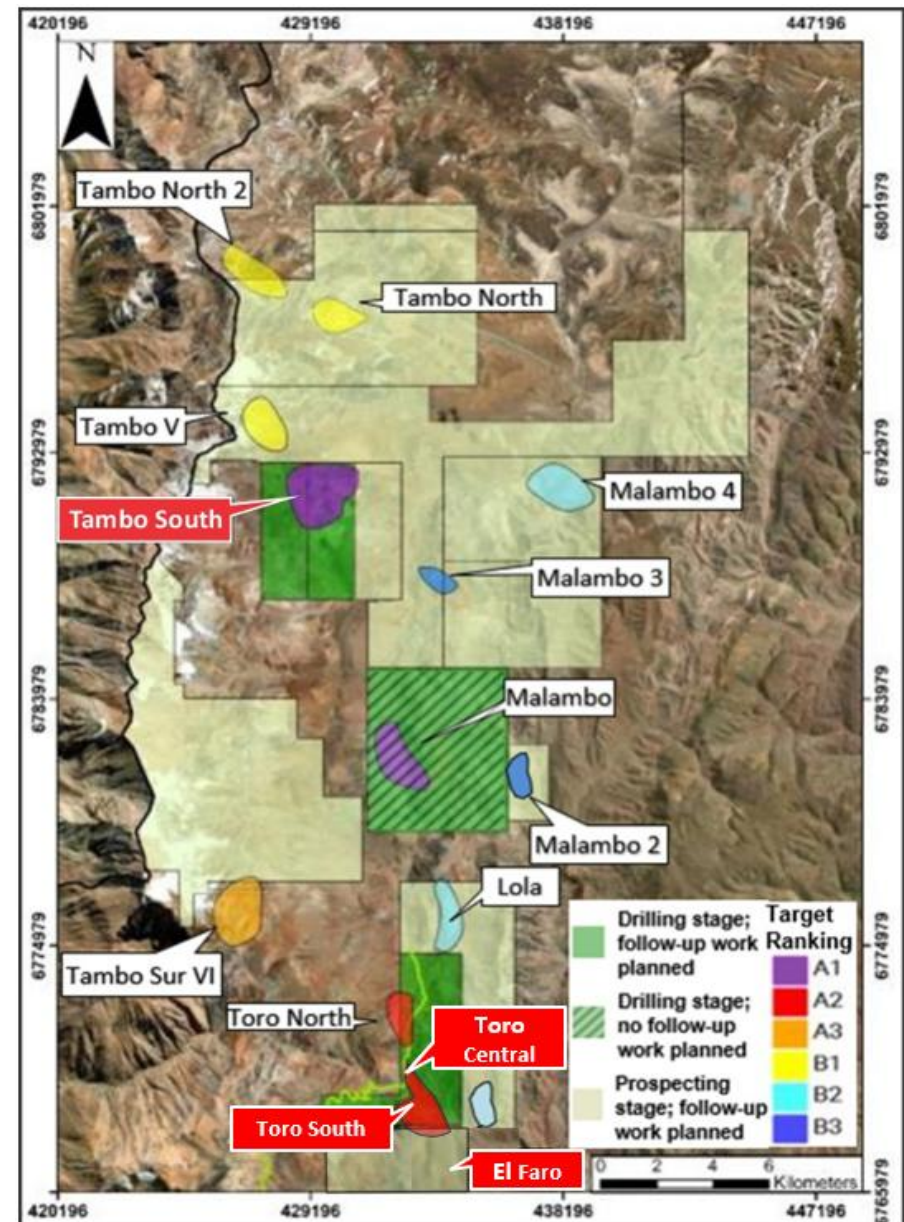 420196 429196 438196 447196
N
6801979 6801979
Tambo North 2
Tambo North
Tambo V
6792979 6792979
Malambo 4
Tambo South
Malambo 3
6783979 6783979
Malambo
Malambo 2
Lola
Tambo Sur VI
6774979 6774979
Toro North
Toro
Central
Toro South
El Faro
Drilling stage;
follow-up work
planned
Drilling stage;
no follow-up
work planned
Prospecting
stage; follow-up
work planned
Target
Ranking
A1
A2
A3
B1
B2
B3
0 2 4 6
Kilometers
6765979 6765979
420196 429196 438196 447196